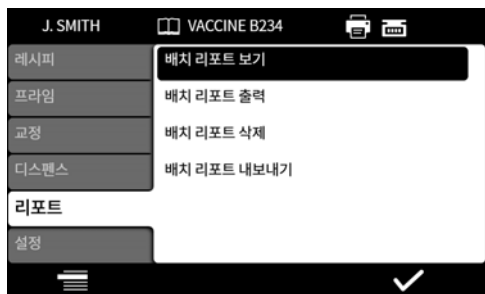 J. SMITH
VACCINE B234
레시피
배치 리포트 보기
프라임
배치 리포트 출력
교정
배치 리포트 삭제
디스펜스
배치 리포트 내보내기
리포트
설정